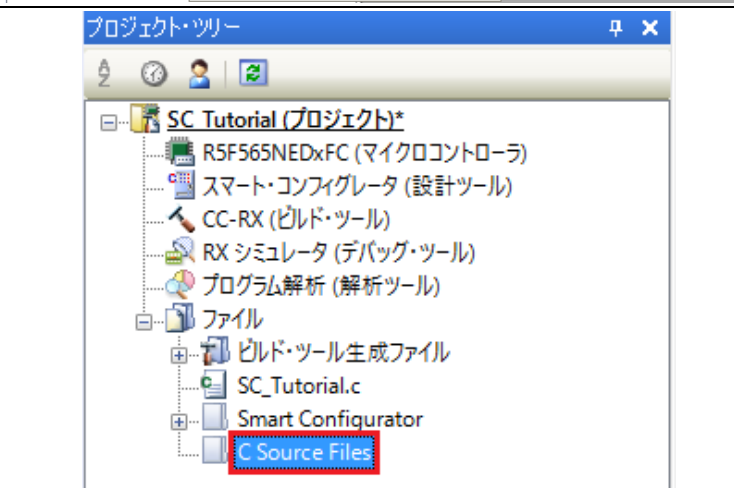 プロジェクト・ツリー
SC_Tutorial (プロジェクト)*
R5F565NEDxFC (マイクロコントローラ)
スマート・コンフィグレータ (設計ツール)
CC-RX (ビルド・ツール)
RX シミュレータ (デバッグ・ツール)
プログラム解析 (解析ツール)
ファイル
ビルド・ツール生成ファイル
SC_Tutorial.c
Smart Configurator
C Source Files